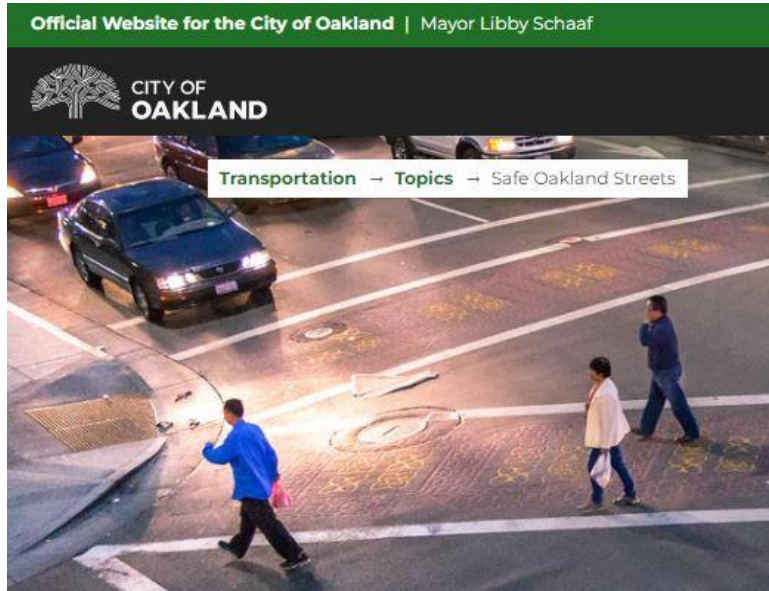 Official Website for the City of Oakland | Mayor Libby Schaaf
CITY OF
OAKLAND
Transportation → Topics → Safe Oakland Streets